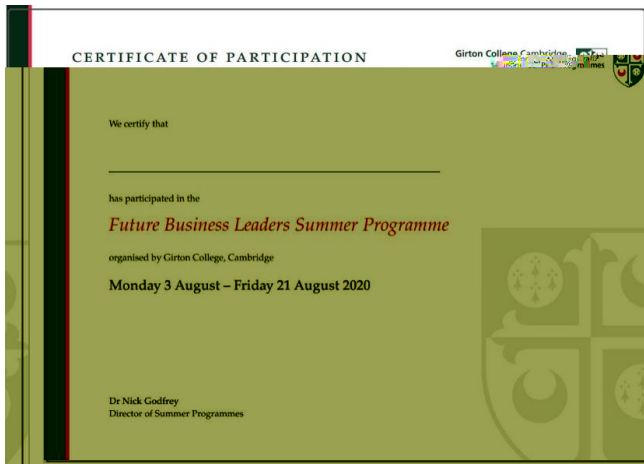 CERTIFICATE OF PARTICIPATION
Girton College Cambridge
We certify that
has participated in the
Future Business Leaders Summer Programme
organised by Girton College, Cambridge
Monday 3 August – Friday 21 August 2020
Dr Nick Godfrey
Director of Summer Programmes